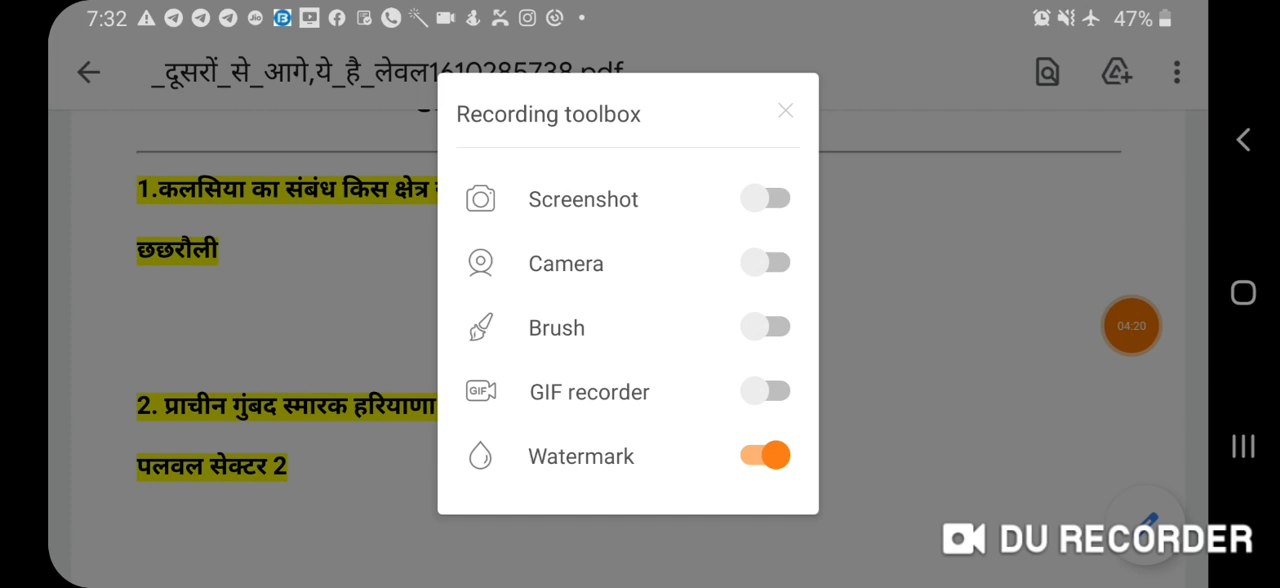 7:32
47%
_दूसरों_से_आगे,ये_है_लेवल1610285738.pdf
Recording toolbox
1.कलसिया का संबंध किस क्षेत्र
Screenshot
छछरौली
Camera
04:20
Brush
GIF
GIF recorder
2. प्राचीन गुंबद स्मारक हरियाणा
Watermark
पलवल सेक्टर 2
DU RECORDER